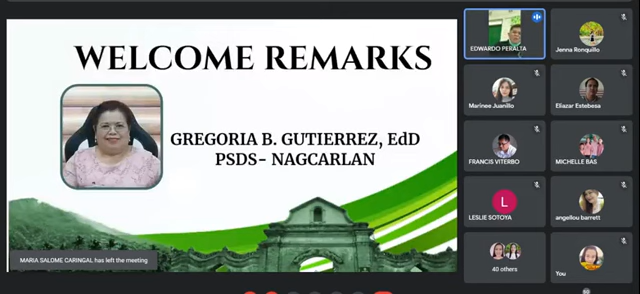 WELCOME REMARKS
GREGORIA B. GUTIERREZ, EdD
PSDS- NAGCARLAN
MARIA SALOME CARINGAL has left the meeting
EDWARDO PERALTA
Jenna Ronquillo
Marinee Juanillo
Eliazar Estebesa
FRANCIS VITERBO
MICHELLE BAS
L
LESLIE SOTOYA
angellou barrett
40 others
You